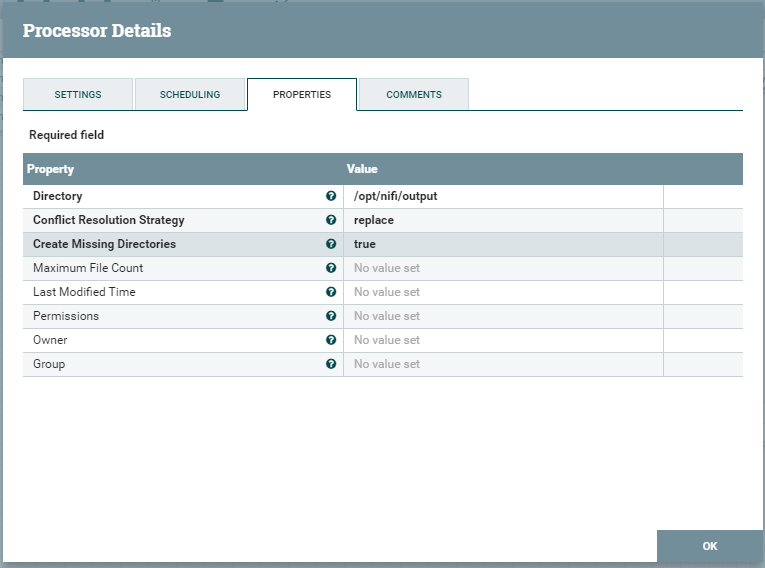 Processor Details
SETTINGS SCHEDULING PROPERTIES COMMENTS
Required field
Property Value
Directory /opt/nifi/output
Conflict Resolution Strategy replace
Create Missing Directories true
Maximum File Count No value set
Last Modified Time No value set
Permissions No value set
Owner No value set
Group No value set
OK